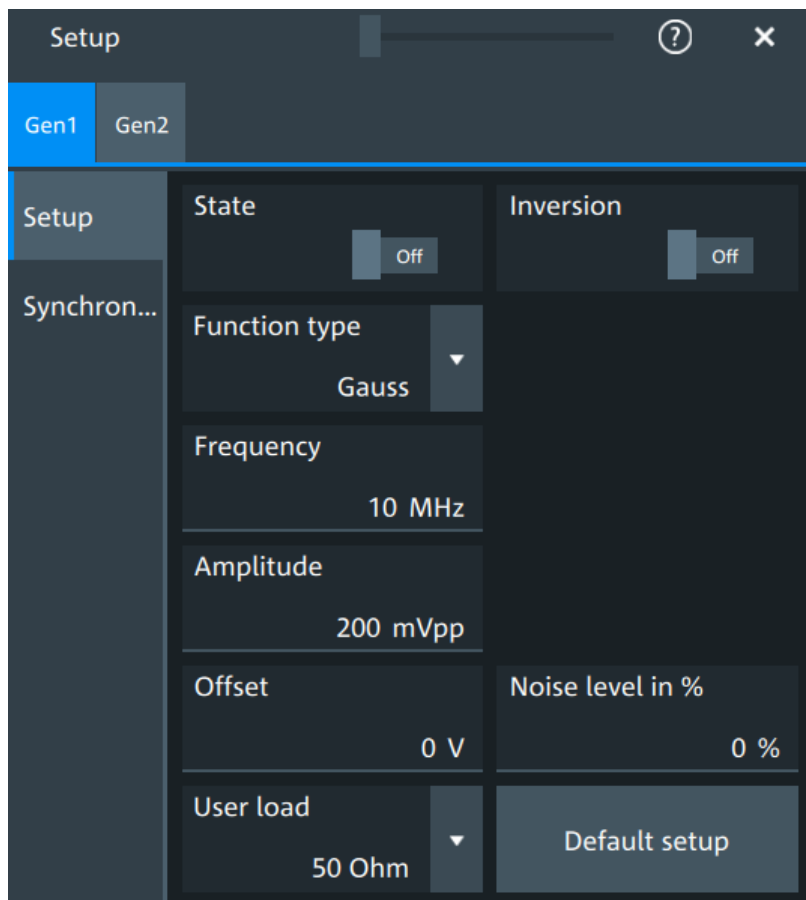 Setup
?
Gen1 Gen2
Setup
Synchron...
State
Off
Inversion
Off
Function type
Gauss
Frequency
10 MHz
Amplitude
200 mVpp
Offset
0 V
Noise level in %
0 %
User load
50 Ohm
Default setup